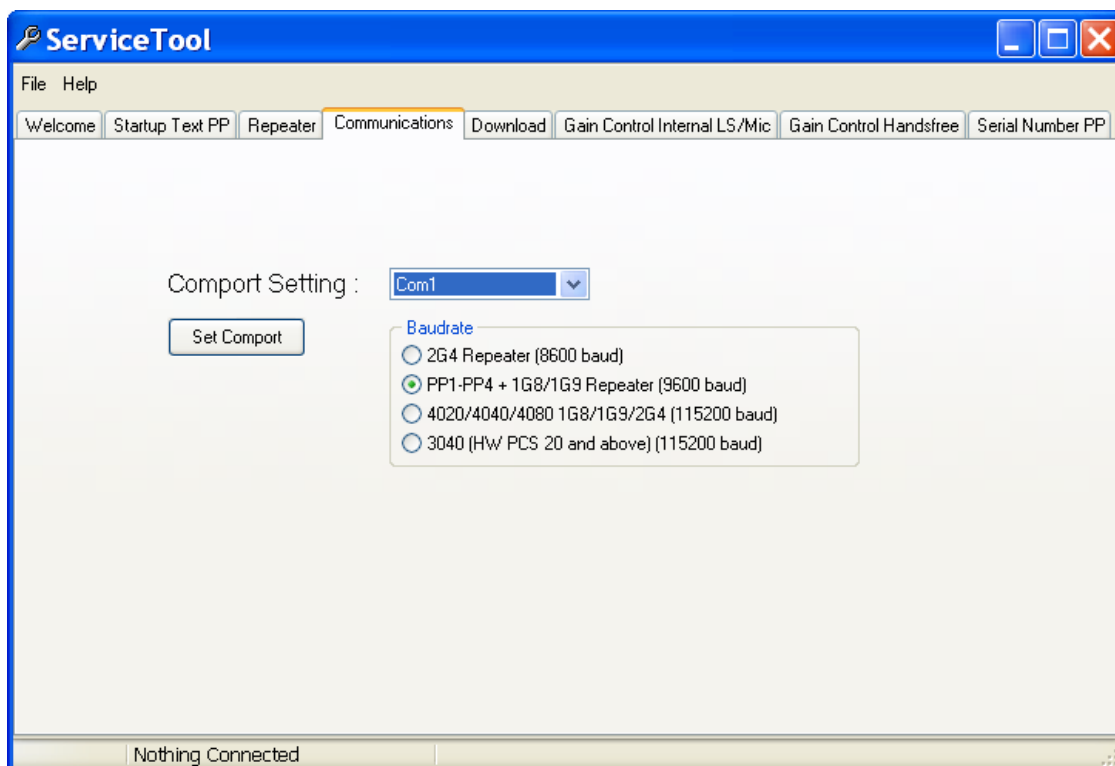 ServiceTool
File Help
Welcome Startup Text PP Repeater Communications Download Gain Control Internal LS/Mic Gain Control Handsfree Serial Number PP
Comport Setting : Com1
Set Comport
Baudrate
2G4 Repeater (8600 baud)
PP1-PP4 + 1G8/1G9 Repeater (9600 baud)
4020/4040/4080 1G8/1G9/2G4 (115200 baud)
3040 (HW PCS 20 and above) (115200 baud)
Nothing Connected